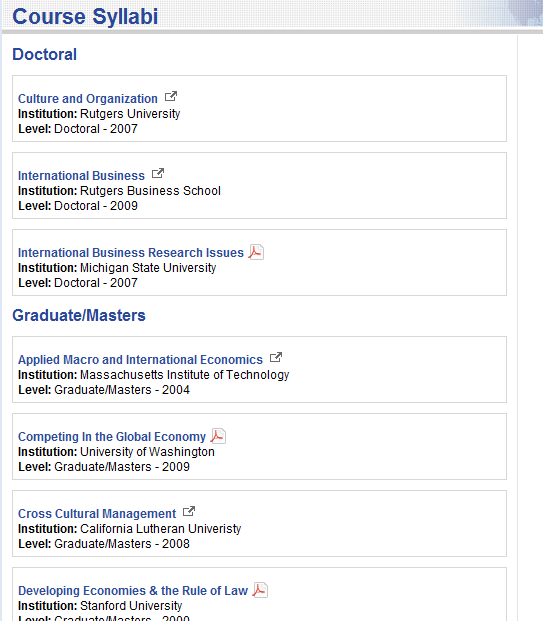 Course Syllabi
Doctoral
Culture and Organization
Institution: Rutgers University
Level: Doctoral - 2007
International Business
Institution: Rutgers Business School
Level: Doctoral - 2009
International Business Research Issues
Institution: Michigan State University
Level: Doctoral - 2007
Graduate/Masters
Applied Macro and International Economics
Institution: Massachusetts Institute of Technology
Level: Graduate/Masters - 2004
Competing In the Global Economy
Institution: University of Washington
Level: Graduate/Masters - 2009
Cross Cultural Management
Institution: California Lutheran Univeristy
Level: Graduate/Masters - 2008
Developing Economies & the Rule of Law
Institution: Stanford University
Level: Graduate/Masters -